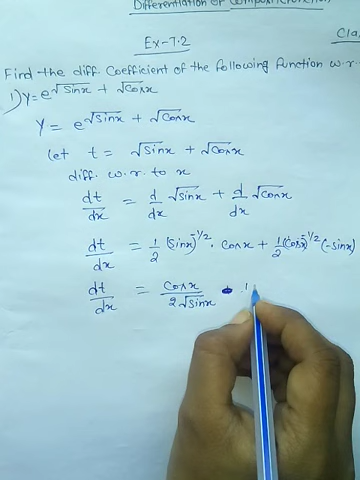 Differentiation of Composite function
Ex-7.2
Cla
Find the diff. Coefficient of the following function w.r.
1) y = e^√sinx + √cosx
y = e^√sinx + √cosx
let t = √sinx + √cosx
diff. w.r. to x
dt/dx = d/dx √sinx + d/dx √cosx
dt/dx = 1/2 (sinx)^-1/2 · cosx + 1/2 (cosx)^-1/2 (-sinx)
dt/dx = cosx/2√sinx